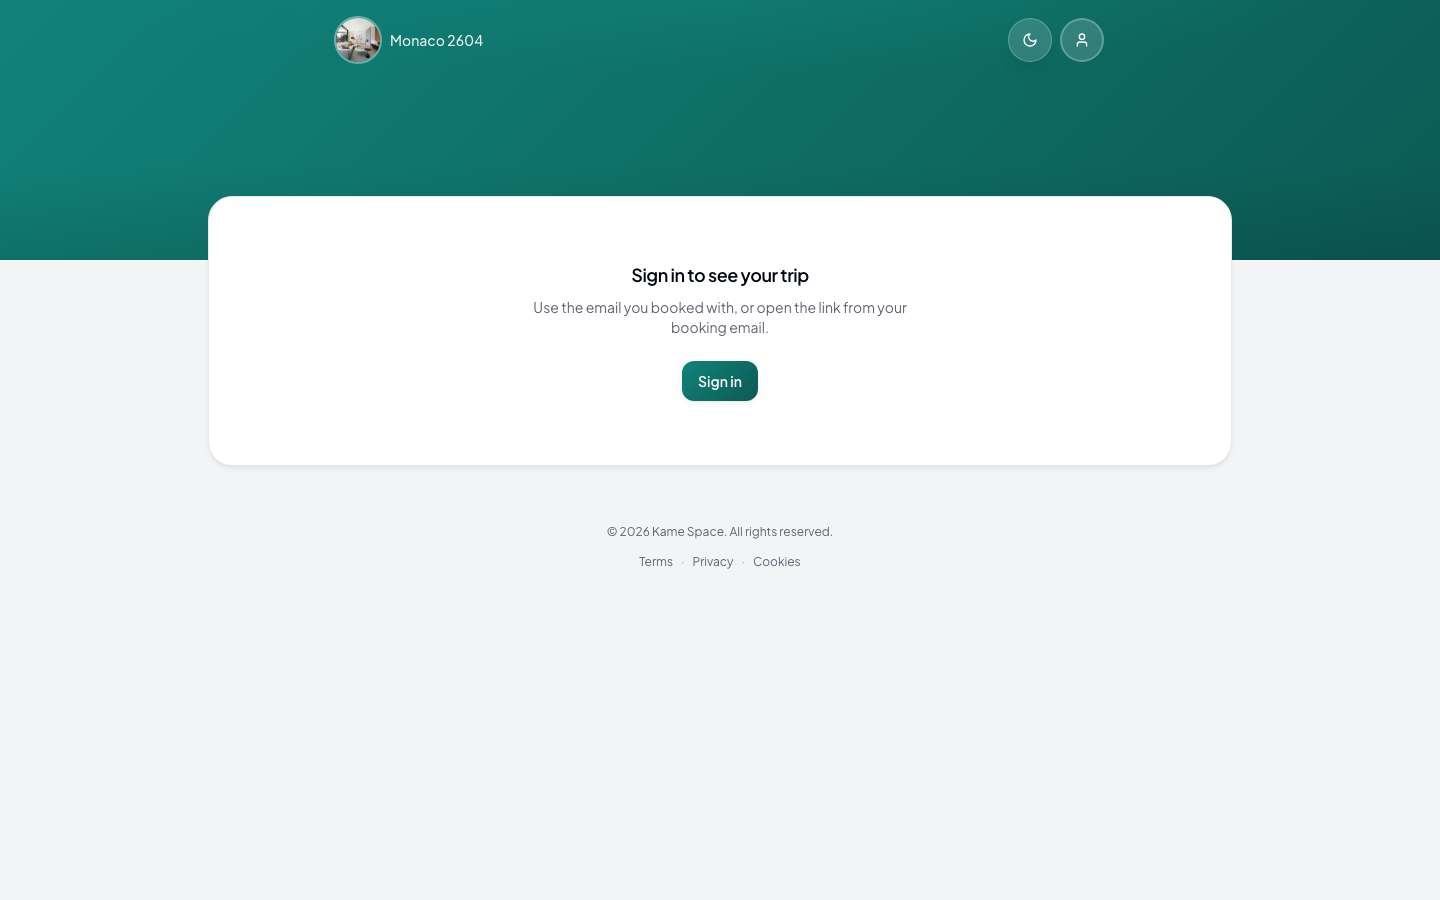 Monaco 2604
Sign in to see your trip
Use the email you booked with, or open the link from your
booking email.
Sign in
© 2026 Kame Space. All rights reserved.
Terms · Privacy · Cookies